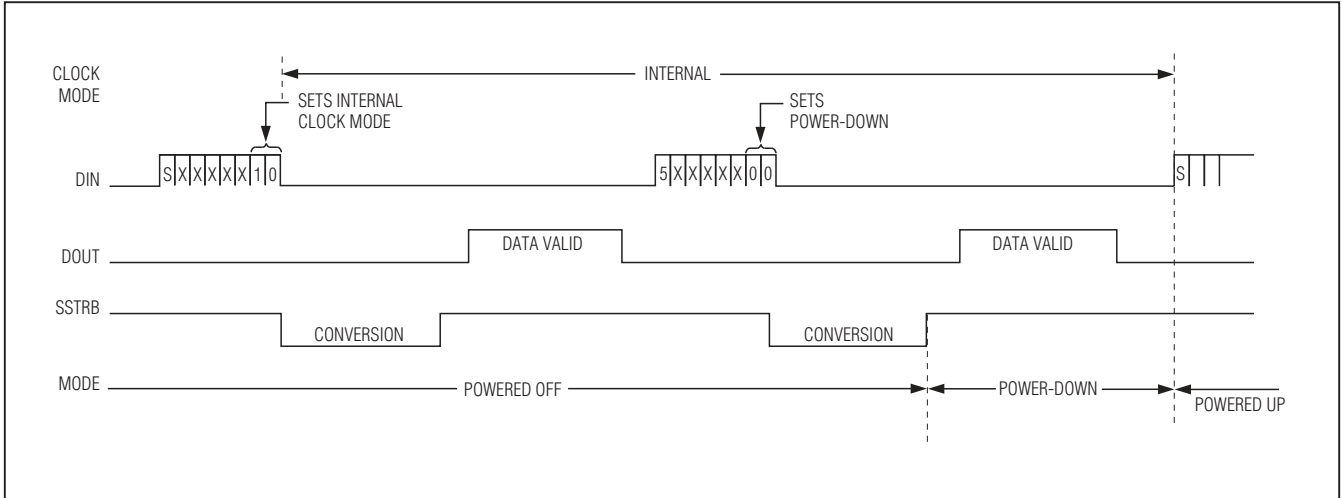 CLOCK
MODE
INTERNAL
SETS INTERNAL
CLOCK MODE
SETS
POWER-DOWN
DIN
S X X X X X 1 0
5 X X X X X 0 0
S
DOUT
DATA VALID
DATA VALID
SSTRB
CONVERSION
CONVERSION
MODE
POWERED OFF
POWER-DOWN
POWERED UP